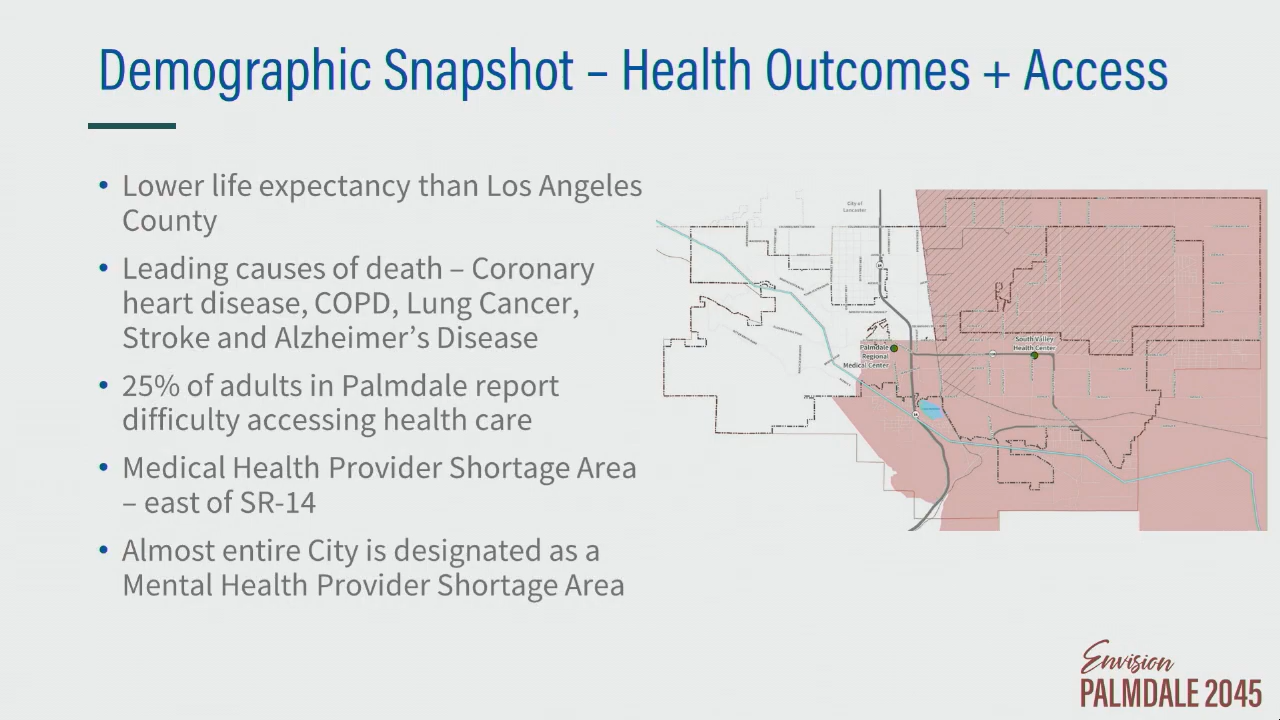 Demographic Snapshot – Health Outcomes + Access
• Lower life expectancy than Los Angeles
County
• Leading causes of death – Coronary
heart disease, COPD, Lung Cancer,
Stroke and Alzheimer’s Disease
• 25% of adults in Palmdale report
difficulty accessing health care
• Medical Health Provider Shortage Area
– east of SR-14
• Almost entire City is designated as a
Mental Health Provider Shortage Area
City of
Lancaster
Palmdale
Regional
Medical Center
South Valley
Health Center
Envision
PALMDALE 2045